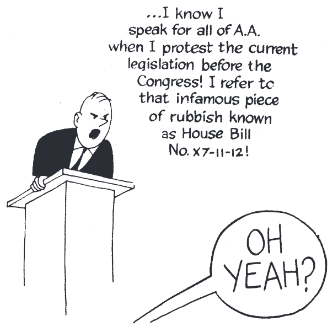 ...I know I
speak for all of A.A.
when I protest the current
legislation before the
Congress! I refer to
that infamous piece
of rubbish known
as House Bill
No. X7-11-12!
OH
YEAH?